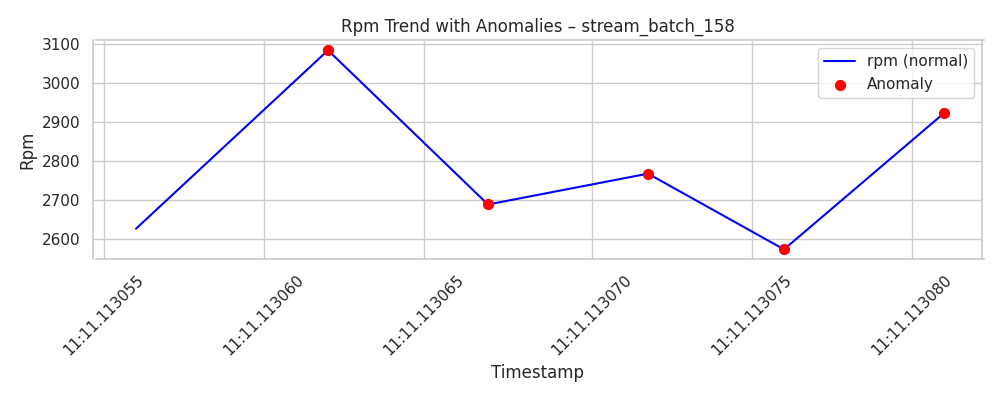 Rpm Trend with Anomalies – stream_batch_158
3100
3000
2900
2800
2700
2600
Rpm
rpm (normal)
Anomaly
11:11.113055
11:11.113060
11:11.113065
11:11.113070
11:11.113075
11:11.113080
Timestamp